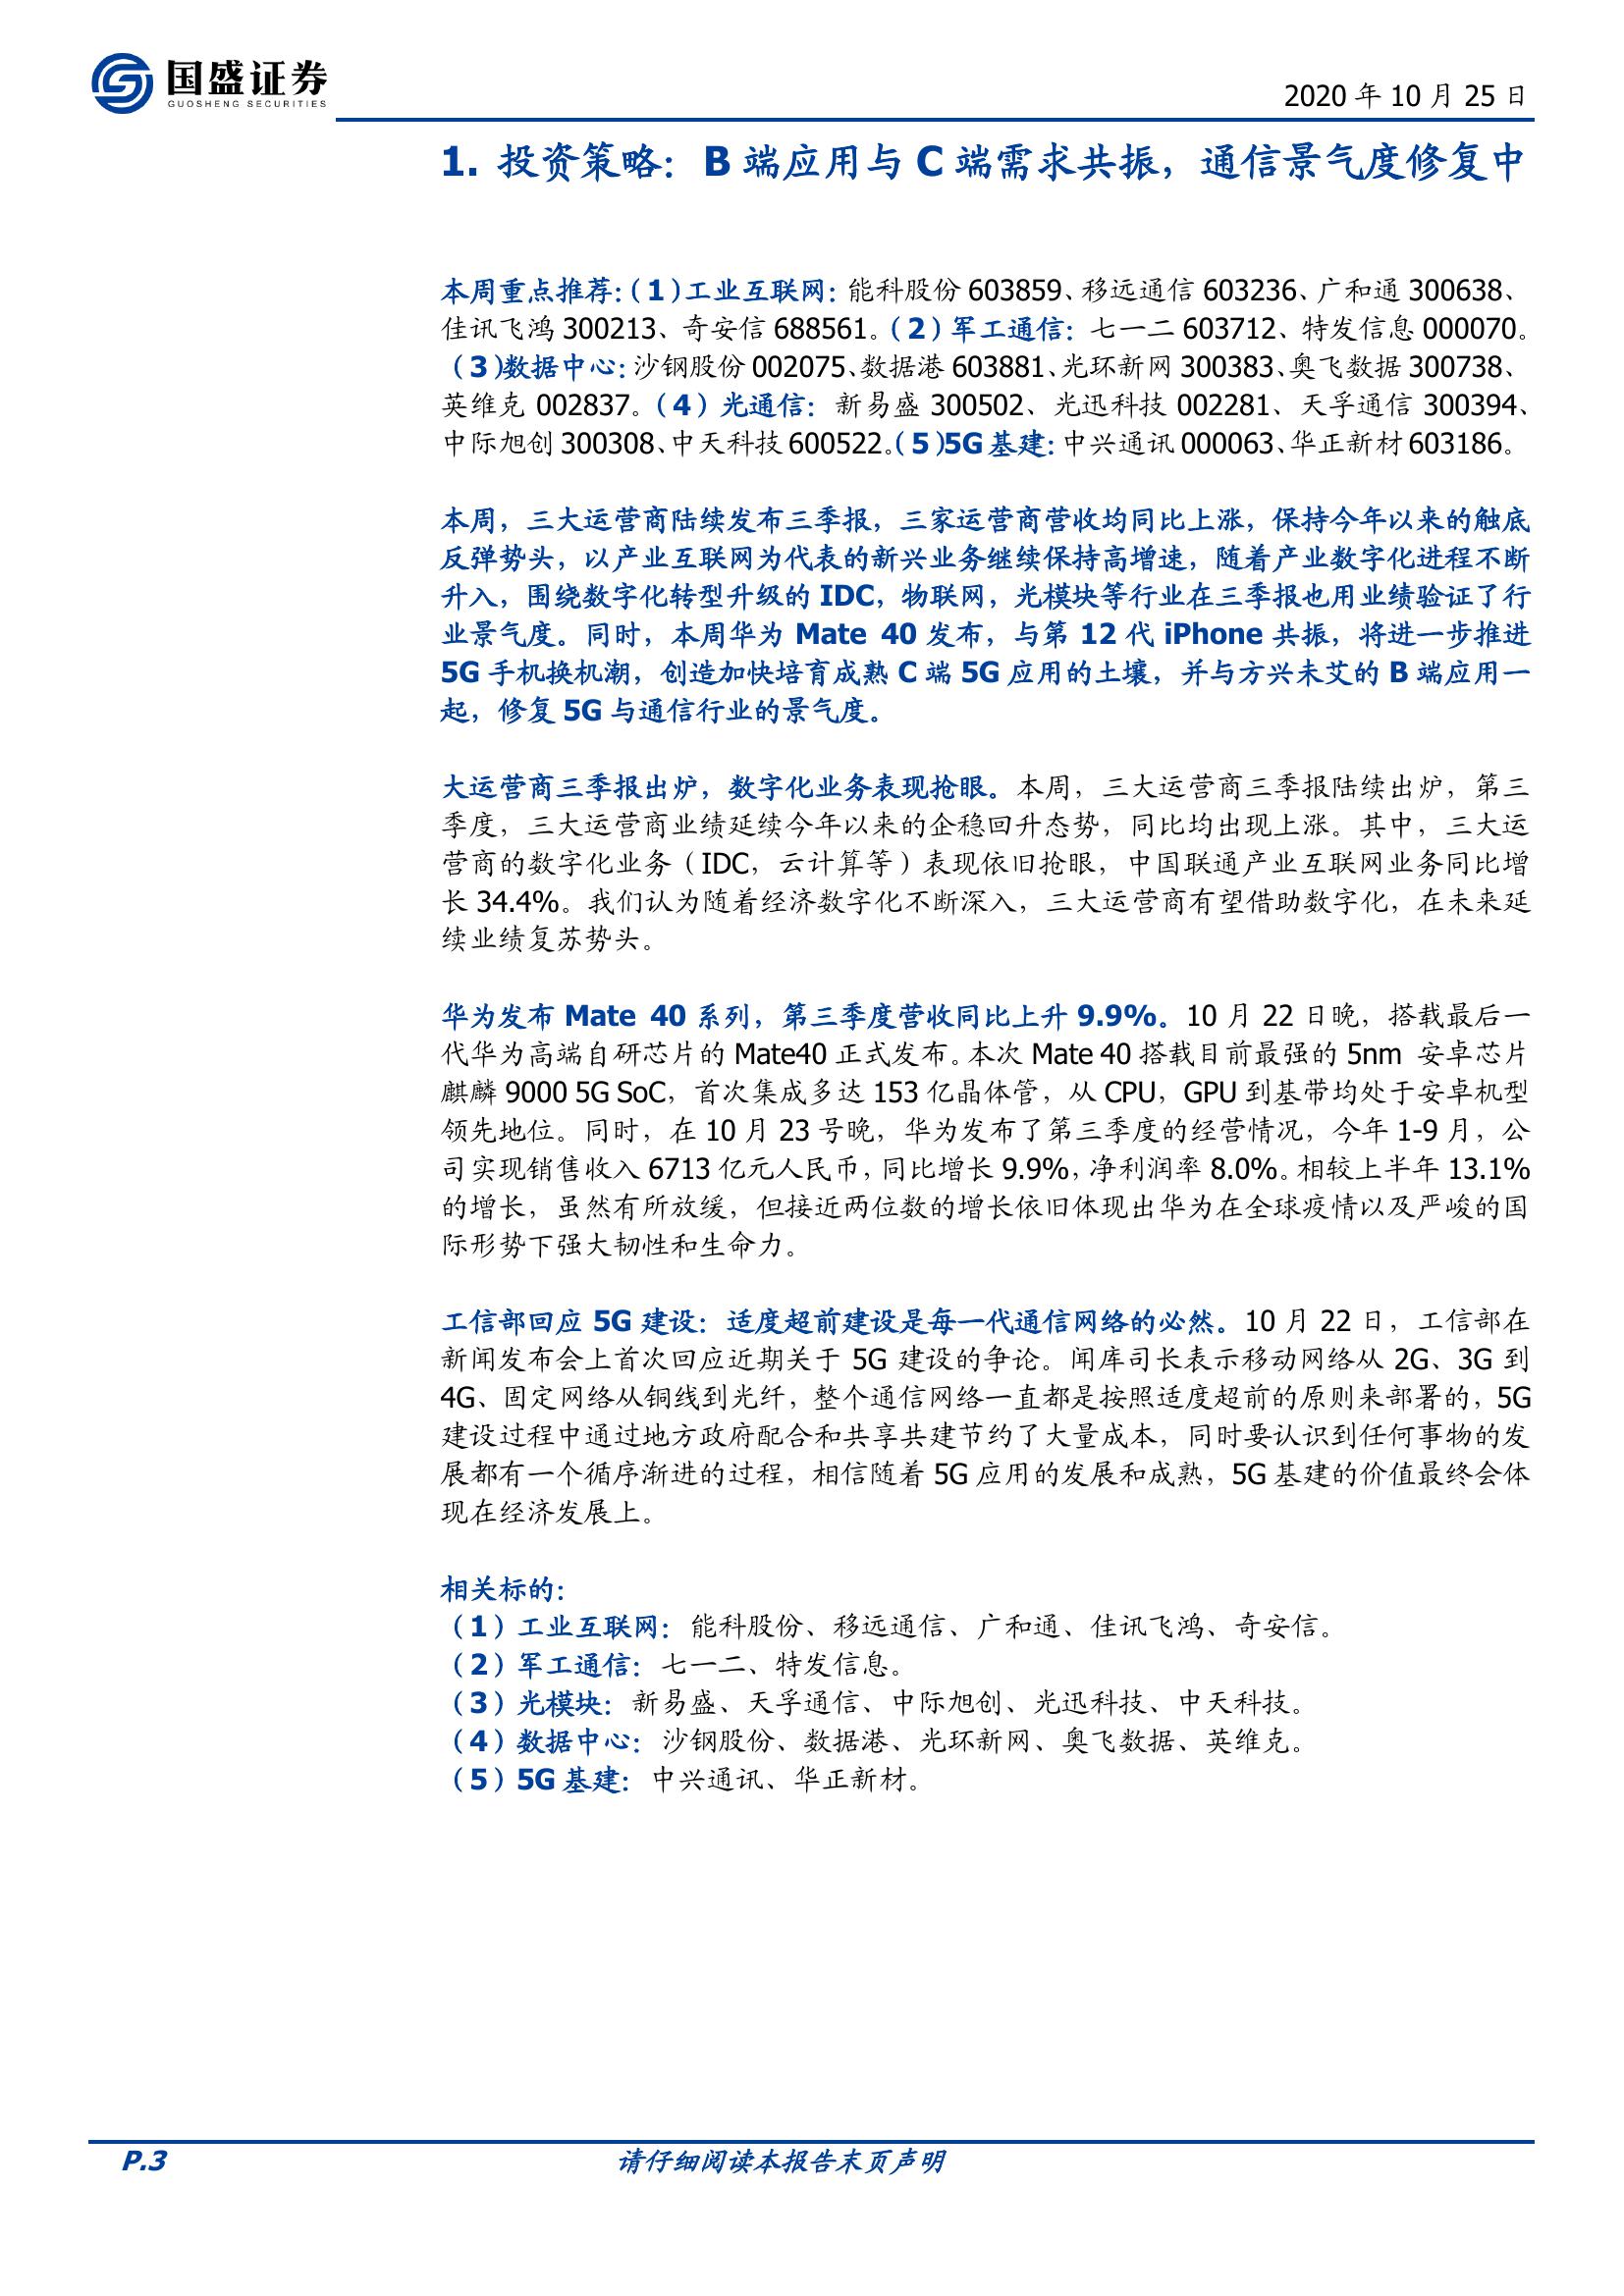 国盛证券
GUOSHENG SECURITIES
2020 年 10 月 25 日
1. 投资策略：B 端应用与 C 端需求共振，通信景气度修复中
本周重点推荐：（1）工业互联网：能科股份 603859、移远通信 603236、广和通 300638、
佳讯飞鸿 300213、奇安信 688561。（2）军工通信：七一二 603712、特发信息 000070。
（3）数据中心：沙钢股份 002075、数据港 603881、光环新网 300383、奥飞数据 300738、
英维克 002837。（4）光通信：新易盛 300502、光迅科技 002281、天孚通信 300394、
中际旭创 300308、中天科技 600522。（5）5G 基建：中兴通讯 000063、华正新材 603186。
本周，三大运营商陆续发布三季报，三家运营商营收均同比上涨，保持今年以来的触底
反弹势头，以产业互联网为代表的新兴业务继续保持高增速，随着产业数字化进程不断
升入，围绕数字化转型升级的 IDC，物联网，光模块等行业在三季报也用业绩验证了行
业景气度。同时，本周华为 Mate 40 发布，与第 12 代 iPhone 共振，将进一步推进
5G 手机换机潮，创造加快培育成熟 C 端 5G 应用的土壤，并与方兴未艾的 B 端应用一
起，修复 5G 与通信行业的景气度。
大运营商三季报出炉，数字化业务表现抢眼。本周，三大运营商三季报陆续出炉，第三
季度，三大运营商业绩延续今年以来的企稳回升态势，同比均出现上涨。其中，三大运
营商的数字化业务（IDC，云计算等）表现依旧抢眼，中国联通产业互联网业务同比增
长 34.4%。我们认为随着经济数字化不断深入，三大运营商有望借助数字化，在未来延
续业绩复苏势头。
华为发布 Mate 40 系列，第三季度营收同比上升 9.9%。10 月 22 日晚，搭载最后一
代华为高端自研芯片的 Mate40 正式发布。本次 Mate 40 搭载目前最强的 5nm 安卓芯片
麒麟 9000 5G SoC，首次集成多达 153 亿晶体管，从 CPU，GPU 到基带均处于安卓机型
领先地位。同时，在 10 月 23 号晚，华为发布了第三季度的经营情况，今年 1-9 月，公
司实现销售收入 6713 亿元人民币，同比增长 9.9%，净利润率 8.0%。相较上半年 13.1%
的增长，虽然有所放缓，但接近两位数的增长依旧体现出华为在全球疫情以及严峻的国
际形势下强大韧性和生命力。
工信部回应 5G 建设：适度超前建设是每一代通信网络的必然。10 月 22 日，工信部在
新闻发布会上首次回应近期关于 5G 建设的争论。闻库司长表示移动网络从 2G、3G 到
4G、固定网络从铜线到光纤，整个通信网络一直都是按照适度超前的原则来部署的，5G
建设过程中通过地方政府配合和共享共建节约了大量成本，同时要认识到任何事物的发
展都有一个循序渐进的过程，相信随着 5G 应用的发展和成熟，5G 基建的价值最终会体
现在经济发展上。
相关标的：
（1）工业互联网：能科股份、移远通信、广和通、佳讯飞鸿、奇安信。
（2）军工通信：七一二、特发信息。
（3）光模块：新易盛、天孚通信、中际旭创、光迅科技、中天科技。
（4）数据中心：沙钢股份、数据港、光环新网、奥飞数据、英维克。
（5）5G 基建：中兴通讯、华正新材。
P.3
请仔细阅读本报告末页声明